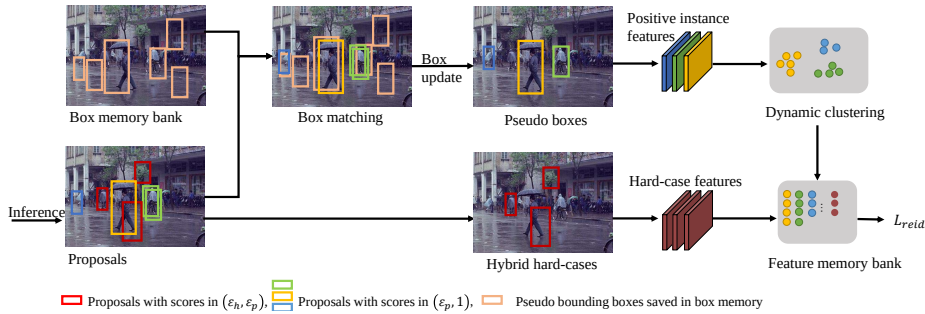 Positive instance
features
Box
update
Box memory bank
Box matching
Pseudo boxes
Dynamic clustering
Inference
Hard-case features
L_{reid}
Proposals
Hybrid hard-cases
Feature memory bank
Proposals with scores in (ε_h, ε_p), Proposals with scores in (ε_p, 1), Pseudo bounding boxes saved in box memory